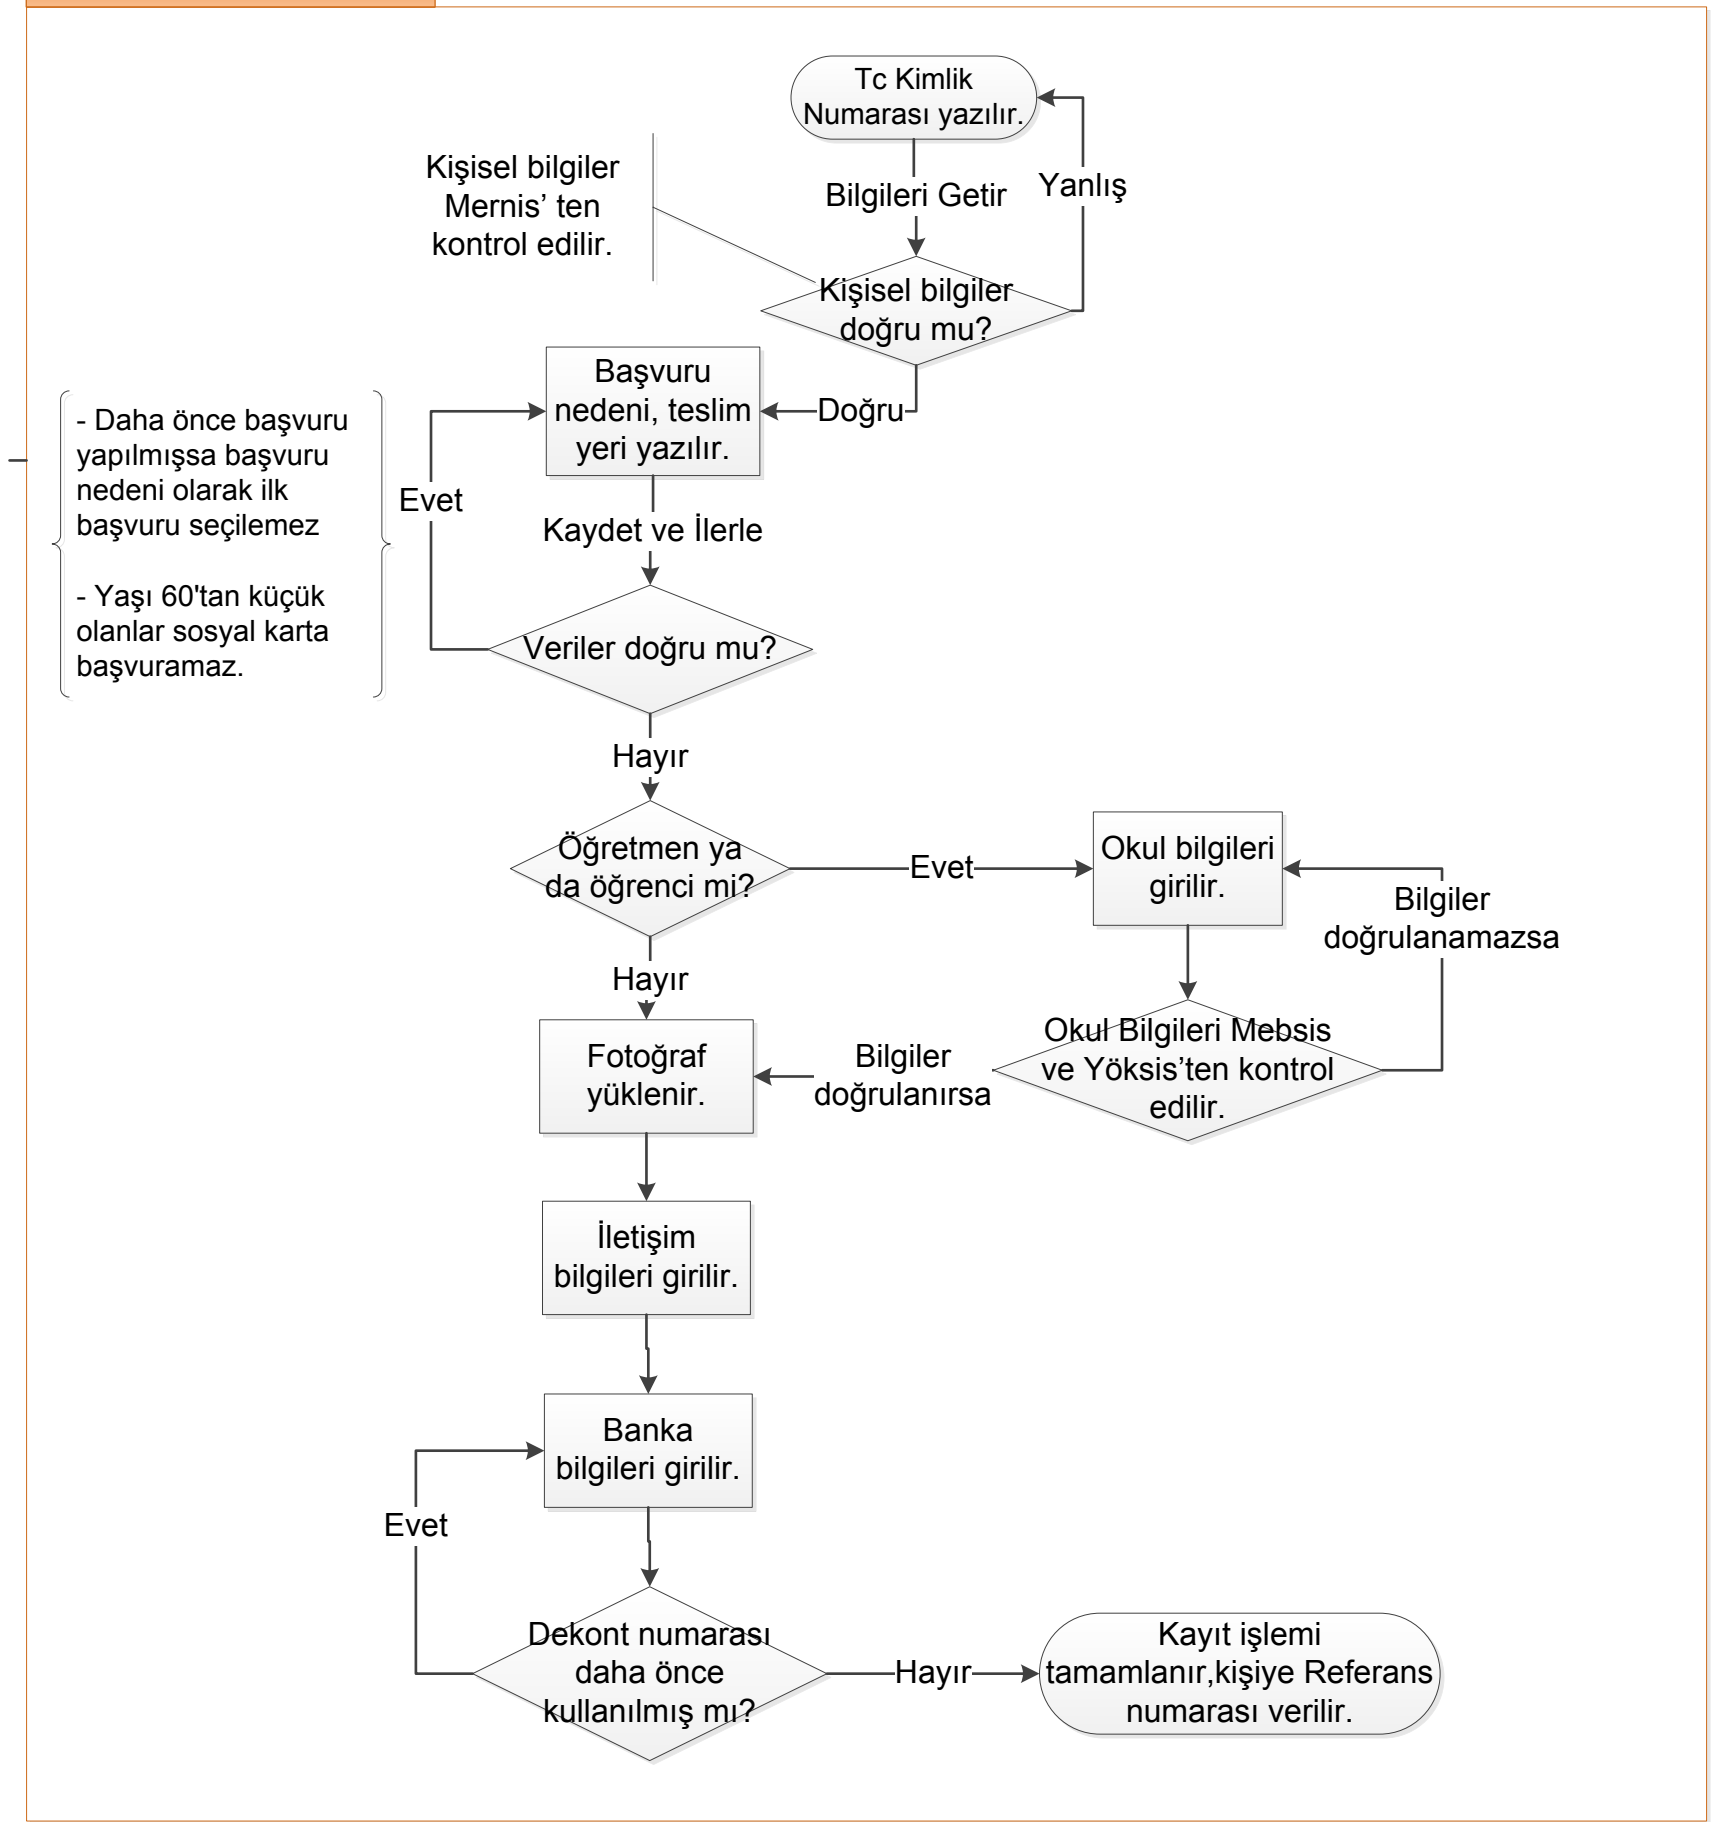 Tc Kimlik
Numarası yazılır.
Kişisel bilgiler
Mernis’ ten
kontrol edilir.
Bilgileri Getir
Yanlış
Kişisel bilgiler
doğru mu?
Başvuru
nedeni, teslim
yeri yazılır.
Doğru
- Daha önce başvuru
yapılmışsa başvuru
nedeni olarak ilk
başvuru seçilemez
- Yaşı 60'tan küçük
olanlar sosyal karta
başvuramaz.
Evet
Kaydet ve İlerle
Veriler doğru mu?
Hayır
Öğretmen ya
da öğrenci mi?
Evet
Okul bilgileri
girilir.
Bilgiler
doğrulanamazsa
Hayır
Okul Bilgileri Mebsis
ve Yöksis’ten kontrol
edilir.
Bilgiler
doğrulanırsa
Fotoğraf
yüklenir.
İletişim
bilgileri girilir.
Banka
bilgileri girilir.
Evet
Dekont numarası
daha önce
kullanılmış mı?
Hayır
Kayıt işlemi
tamamlanır,kişiye Referans
numarası verilir.